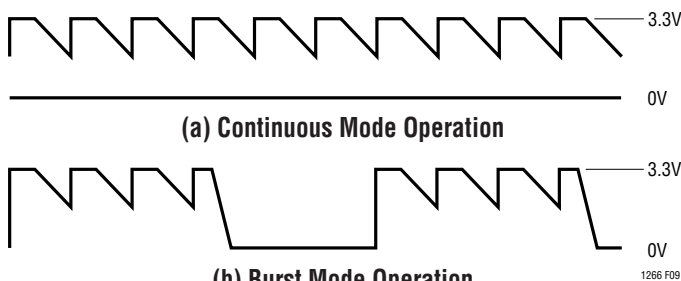 3.3V
0V
(a) Continuous Mode Operation
3.3V
0V
(b) Burst Mode Operation
1266 F09